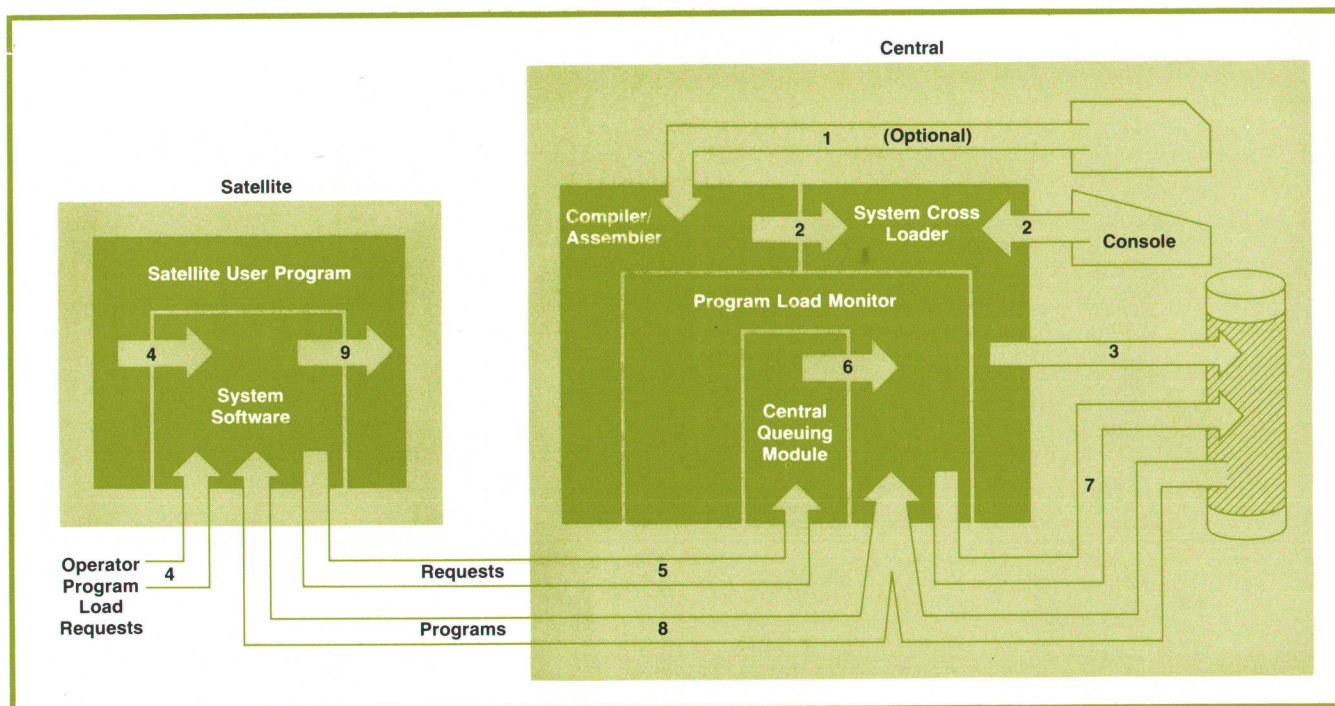 Central
1 (Optional)
Satellite
Compiler/
Assembler
2
System Cross
Loader
2
Console
Satellite User Program
Program Load Monitor
4
9
6
3
System
Software
Central
Queuing
Module
7
Operator
Program
Load
Requests
4
Requests 5
Programs 8